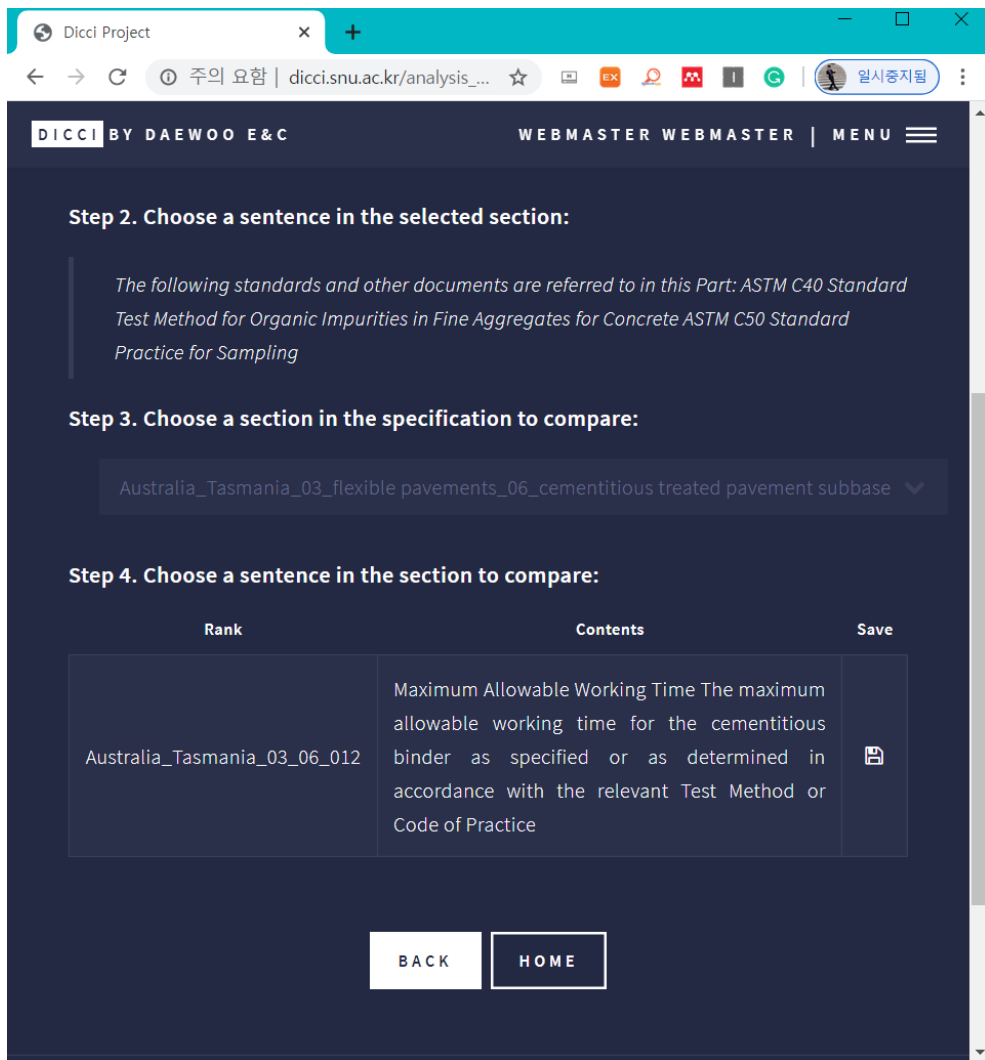 Dicci Project
주의 요함 | dicci.snu.ac.kr/analysis_...
EX
I
G
일시중지됨
DICCI BY DAEWOO E&C
WEBMASTER WEBMASTER | MENU
Step 2. Choose a sentence in the selected section:
The following standards and other documents are referred to in this Part: ASTM C40 Standard
Test Method for Organic Impurities in Fine Aggregates for Concrete ASTM C50 Standard
Practice for Sampling
Step 3. Choose a section in the specification to compare:
Australia_Tasmania_03_flexible pavements_06_cementitious treated pavement subbase
Step 4. Choose a sentence in the section to compare:
Rank Contents Save
Australia_Tasmania_03_06_012
Maximum Allowable Working Time The maximum
allowable working time for the cementitious
binder as specified or as determined in
accordance with the relevant Test Method or
Code of Practice
BACK HOME